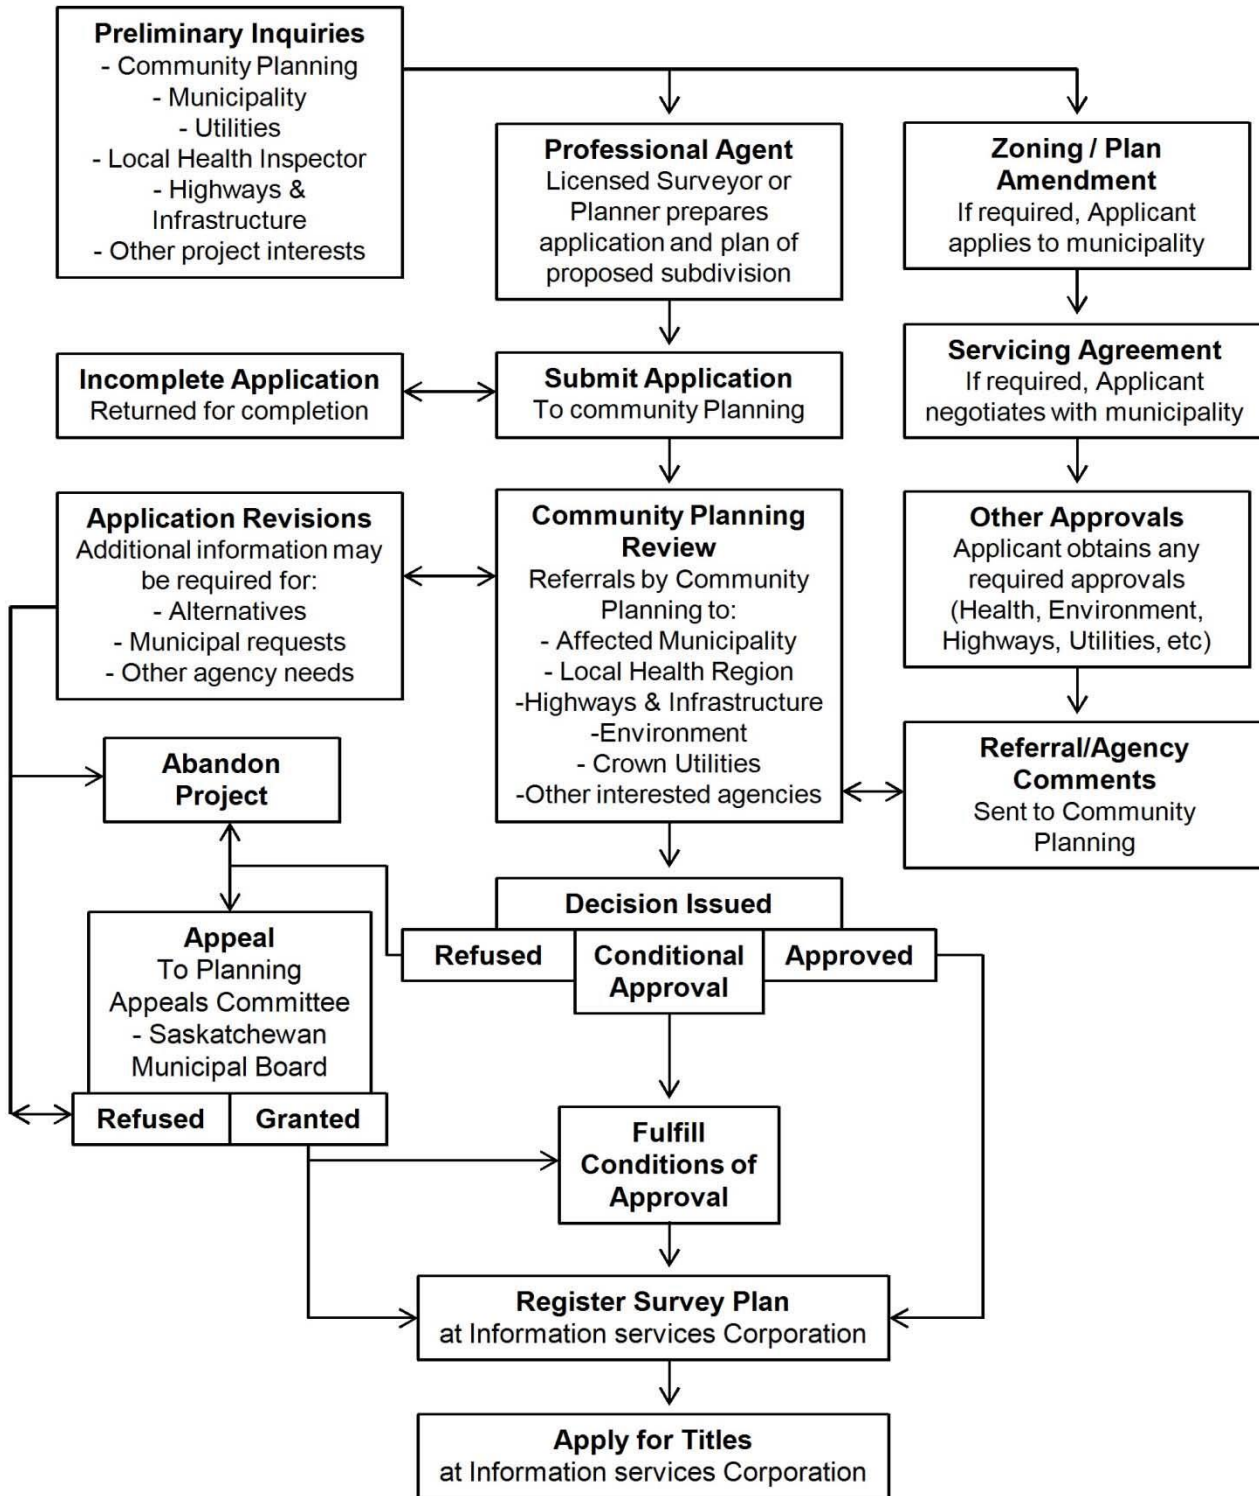 Preliminary Inquiries
- Community Planning
- Municipality
- Utilities
- Local Health Inspector
- Highways &
Infrastructure
- Other project interests
Professional Agent
Licensed Surveyor or
Planner prepares
application and plan of
proposed subdivision
Zoning / Plan
Amendment
If required, Applicant
applies to municipality
Incomplete Application
Returned for completion
Submit Application
To community Planning
Servicing Agreement
If required, Applicant
negotiates with municipality
Application Revisions
Additional information may
be required for:
- Alternatives
- Municipal requests
- Other agency needs
Community Planning
Review
Referrals by Community
Planning to:
- Affected Municipality
- Local Health Region
-Highways & Infrastructure
-Environment
- Crown Utilities
-Other interested agencies
Other Approvals
Applicant obtains any
required approvals
(Health, Environment,
Highways, Utilities, etc)
Abandon
Project
Referral/Agency
Comments
Sent to Community
Planning
Decision Issued
Refused
Conditional
Approval
Approved
Appeal
To Planning
Appeals Committee
- Saskatchewan
Municipal Board
Refused
Granted
Fulfill
Conditions of
Approval
Register Survey Plan
at Information services Corporation
Apply for Titles
at Information services Corporation